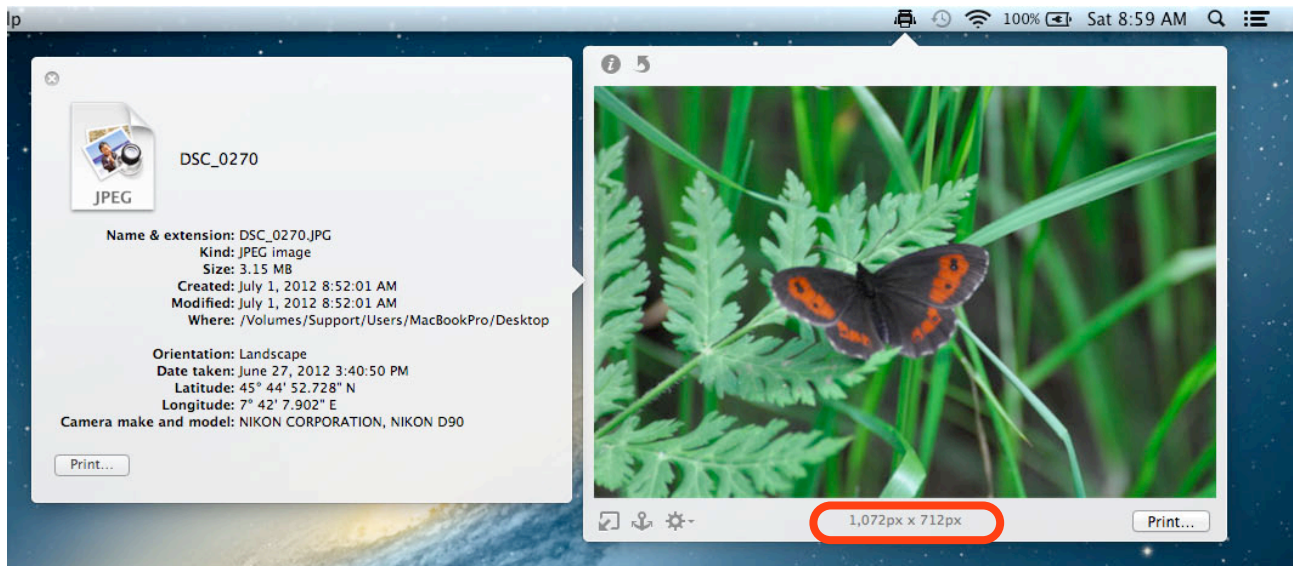 lp
100%
Sat 8:59 AM
JPEG
DSC_0270
Name & extension: DSC_0270.JPG
Kind: JPEG image
Size: 3.15 MB
Created: July 1, 2012 8:52:01 AM
Modified: July 1, 2012 8:52:01 AM
Where: /Volumes/Support/Users/MacBookPro/Desktop
Orientation: Landscape
Date taken: June 27, 2012 3:40:50 PM
Latitude: 45° 44' 52.728" N
Longitude: 7° 42' 7.902" E
Camera make and model: NIKON CORPORATION, NIKON D90
Print...
1,072px x 712px
Print...